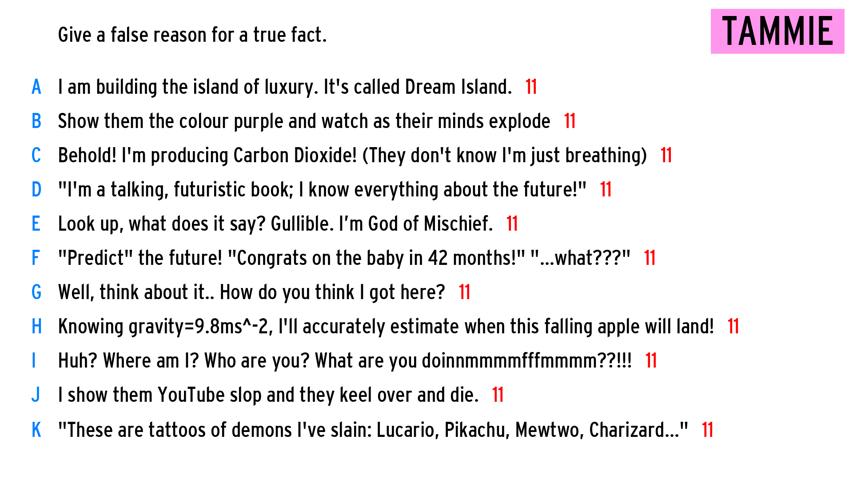 Give a false reason for a true fact.
TAMMIE
A I am building the island of luxury. It's called Dream Island. 11
B Show them the colour purple and watch as their minds explode 11
C Behold! I'm producing Carbon Dioxide! (They don't know I'm just breathing) 11
D "I'm a talking, futuristic book; I know everything about the future!" 11
E Look up, what does it say? Gullible. I’m God of Mischief. 11
F "Predict" the future! "Congrats on the baby in 42 months!" "...what???" 11
G Well, think about it.. How do you think I got here? 11
H Knowing gravity=9.8ms^-2, I'll accurately estimate when this falling apple will land! 11
I Huh? Where am I? Who are you? What are you doinnmmmmfffmmmm??!!! 11
J I show them YouTube slop and they keel over and die. 11
K "These are tattoos of demons I've slain: Lucario, Pikachu, Mewtwo, Charizard..." 11